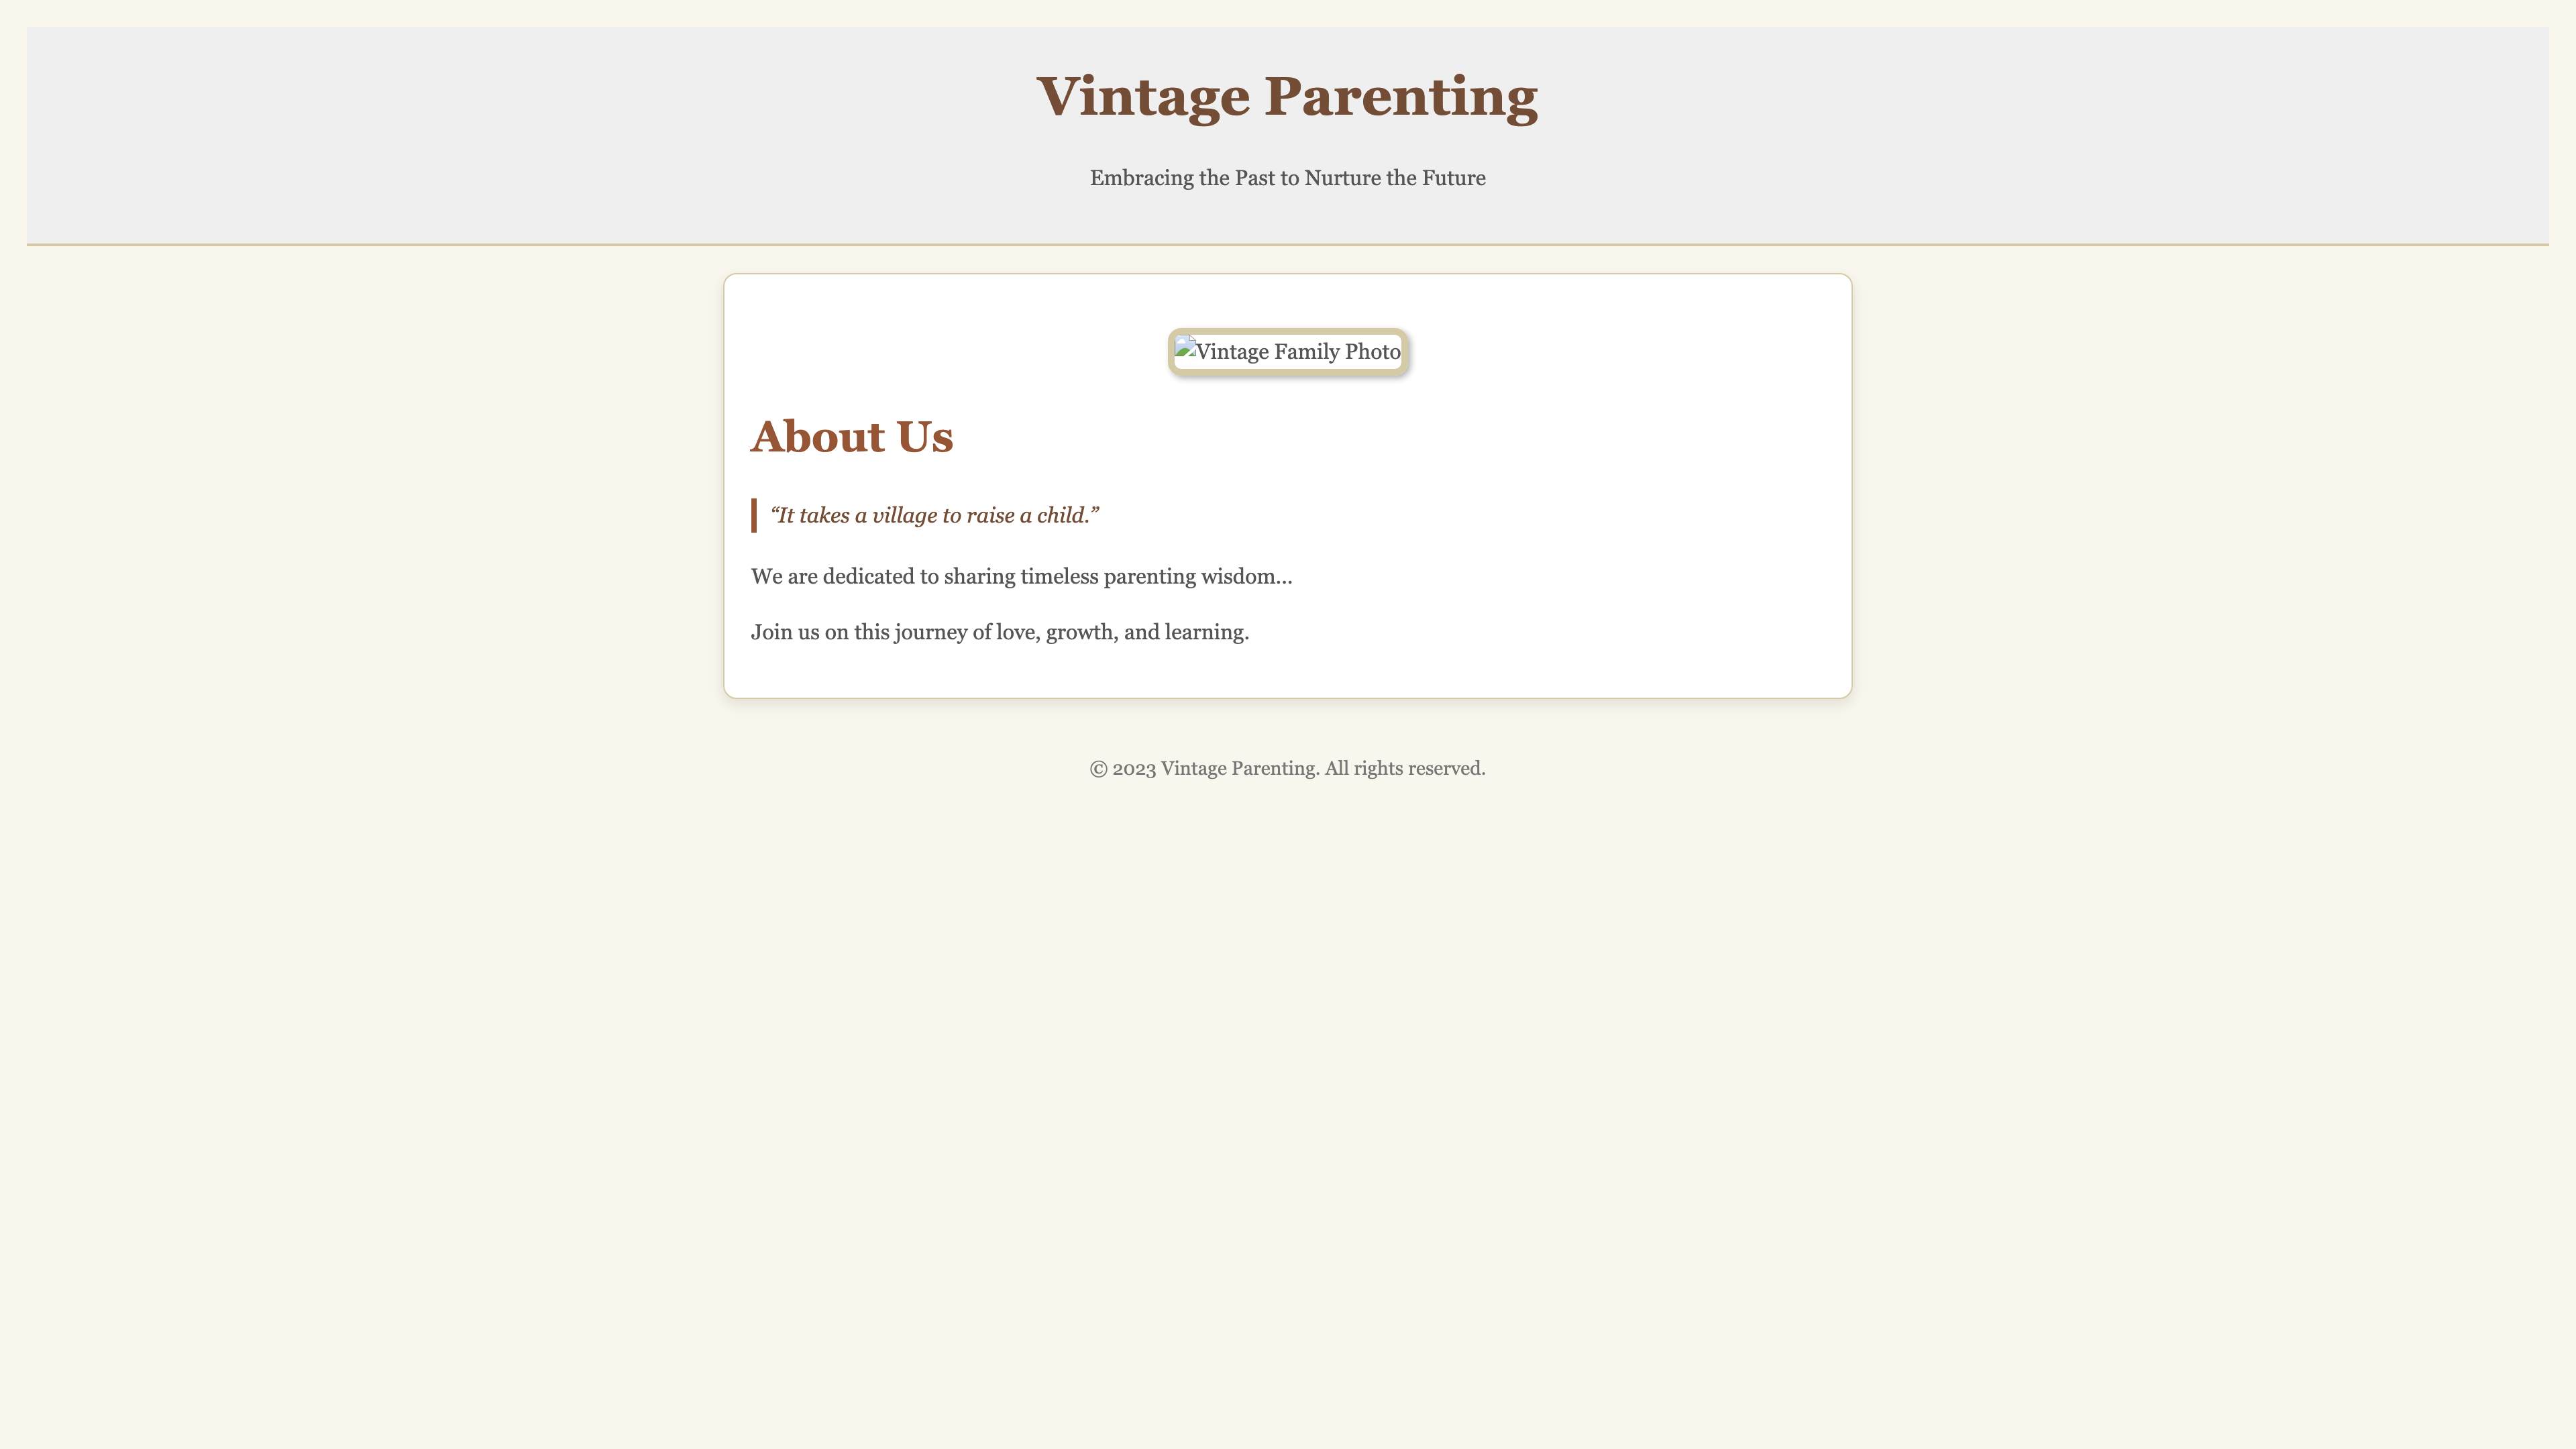 Vintage Parenting
Embracing the Past to Nurture the Future
Vintage Family Photo
About Us
“It takes a village to raise a child.”
We are dedicated to sharing timeless parenting wisdom...
Join us on this journey of love, growth, and learning.
© 2023 Vintage Parenting. All rights reserved.